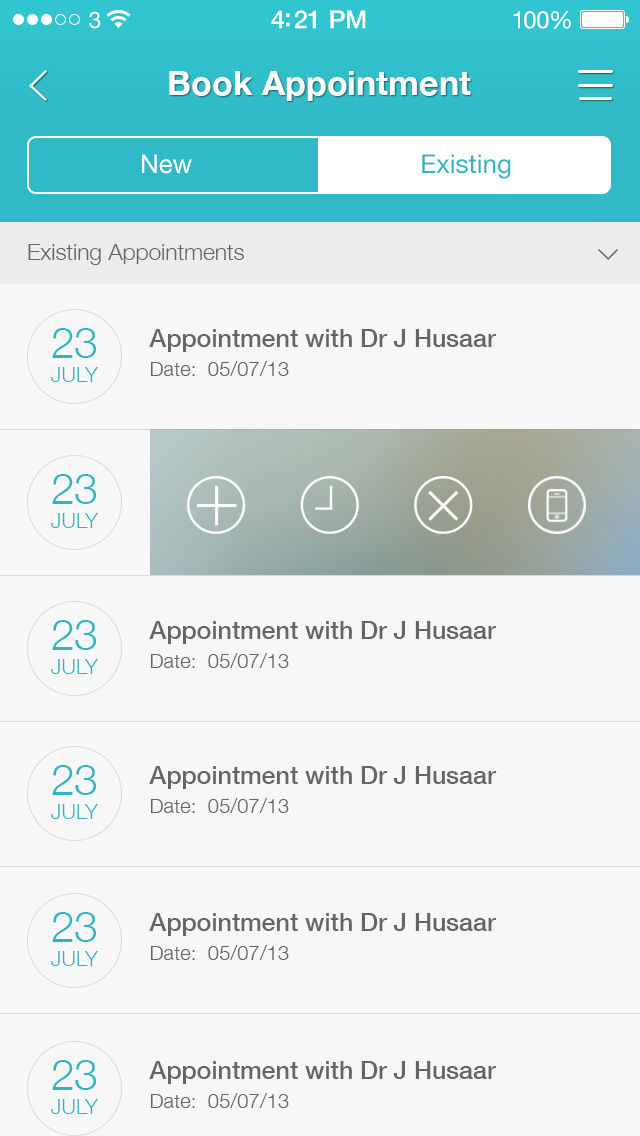 3 4:21 PM 100%
Book Appointment
New Existing
Existing Appointments
23
JULY
Appointment with Dr J Husaar
Date: 05/07/13
23
JULY
23
JULY
Appointment with Dr J Husaar
Date: 05/07/13
23
JULY
Appointment with Dr J Husaar
Date: 05/07/13
23
JULY
Appointment with Dr J Husaar
Date: 05/07/13
23
JULY
Appointment with Dr J Husaar
Date: 05/07/13